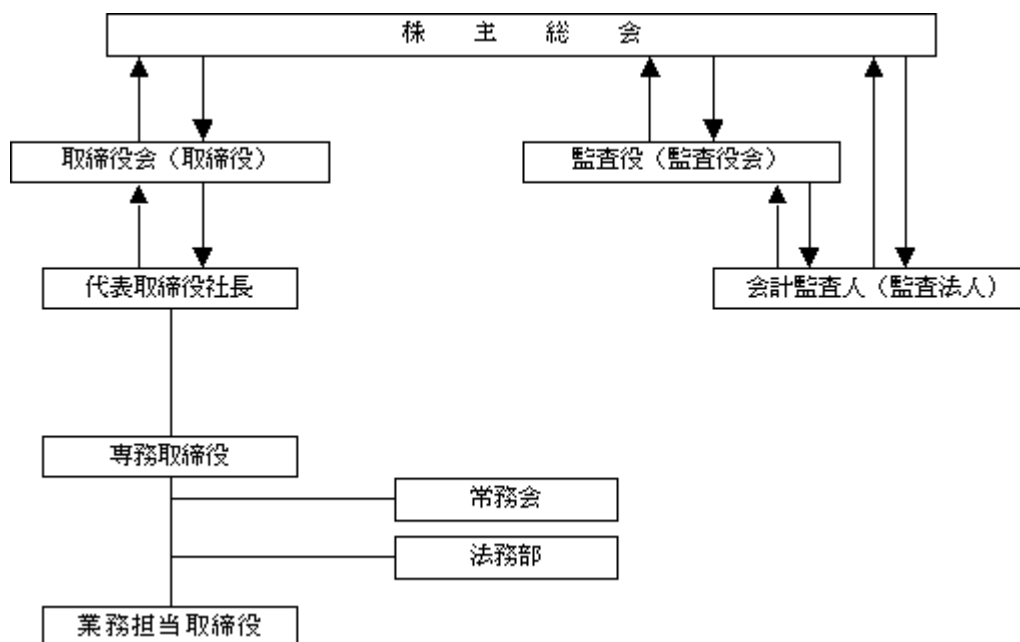 株主総会
取締役会（取締役）
監査役（監査役会）
代表取締役社長
会計監査人（監査法人）
専務取締役
常務会
法務部
業務担当取締役